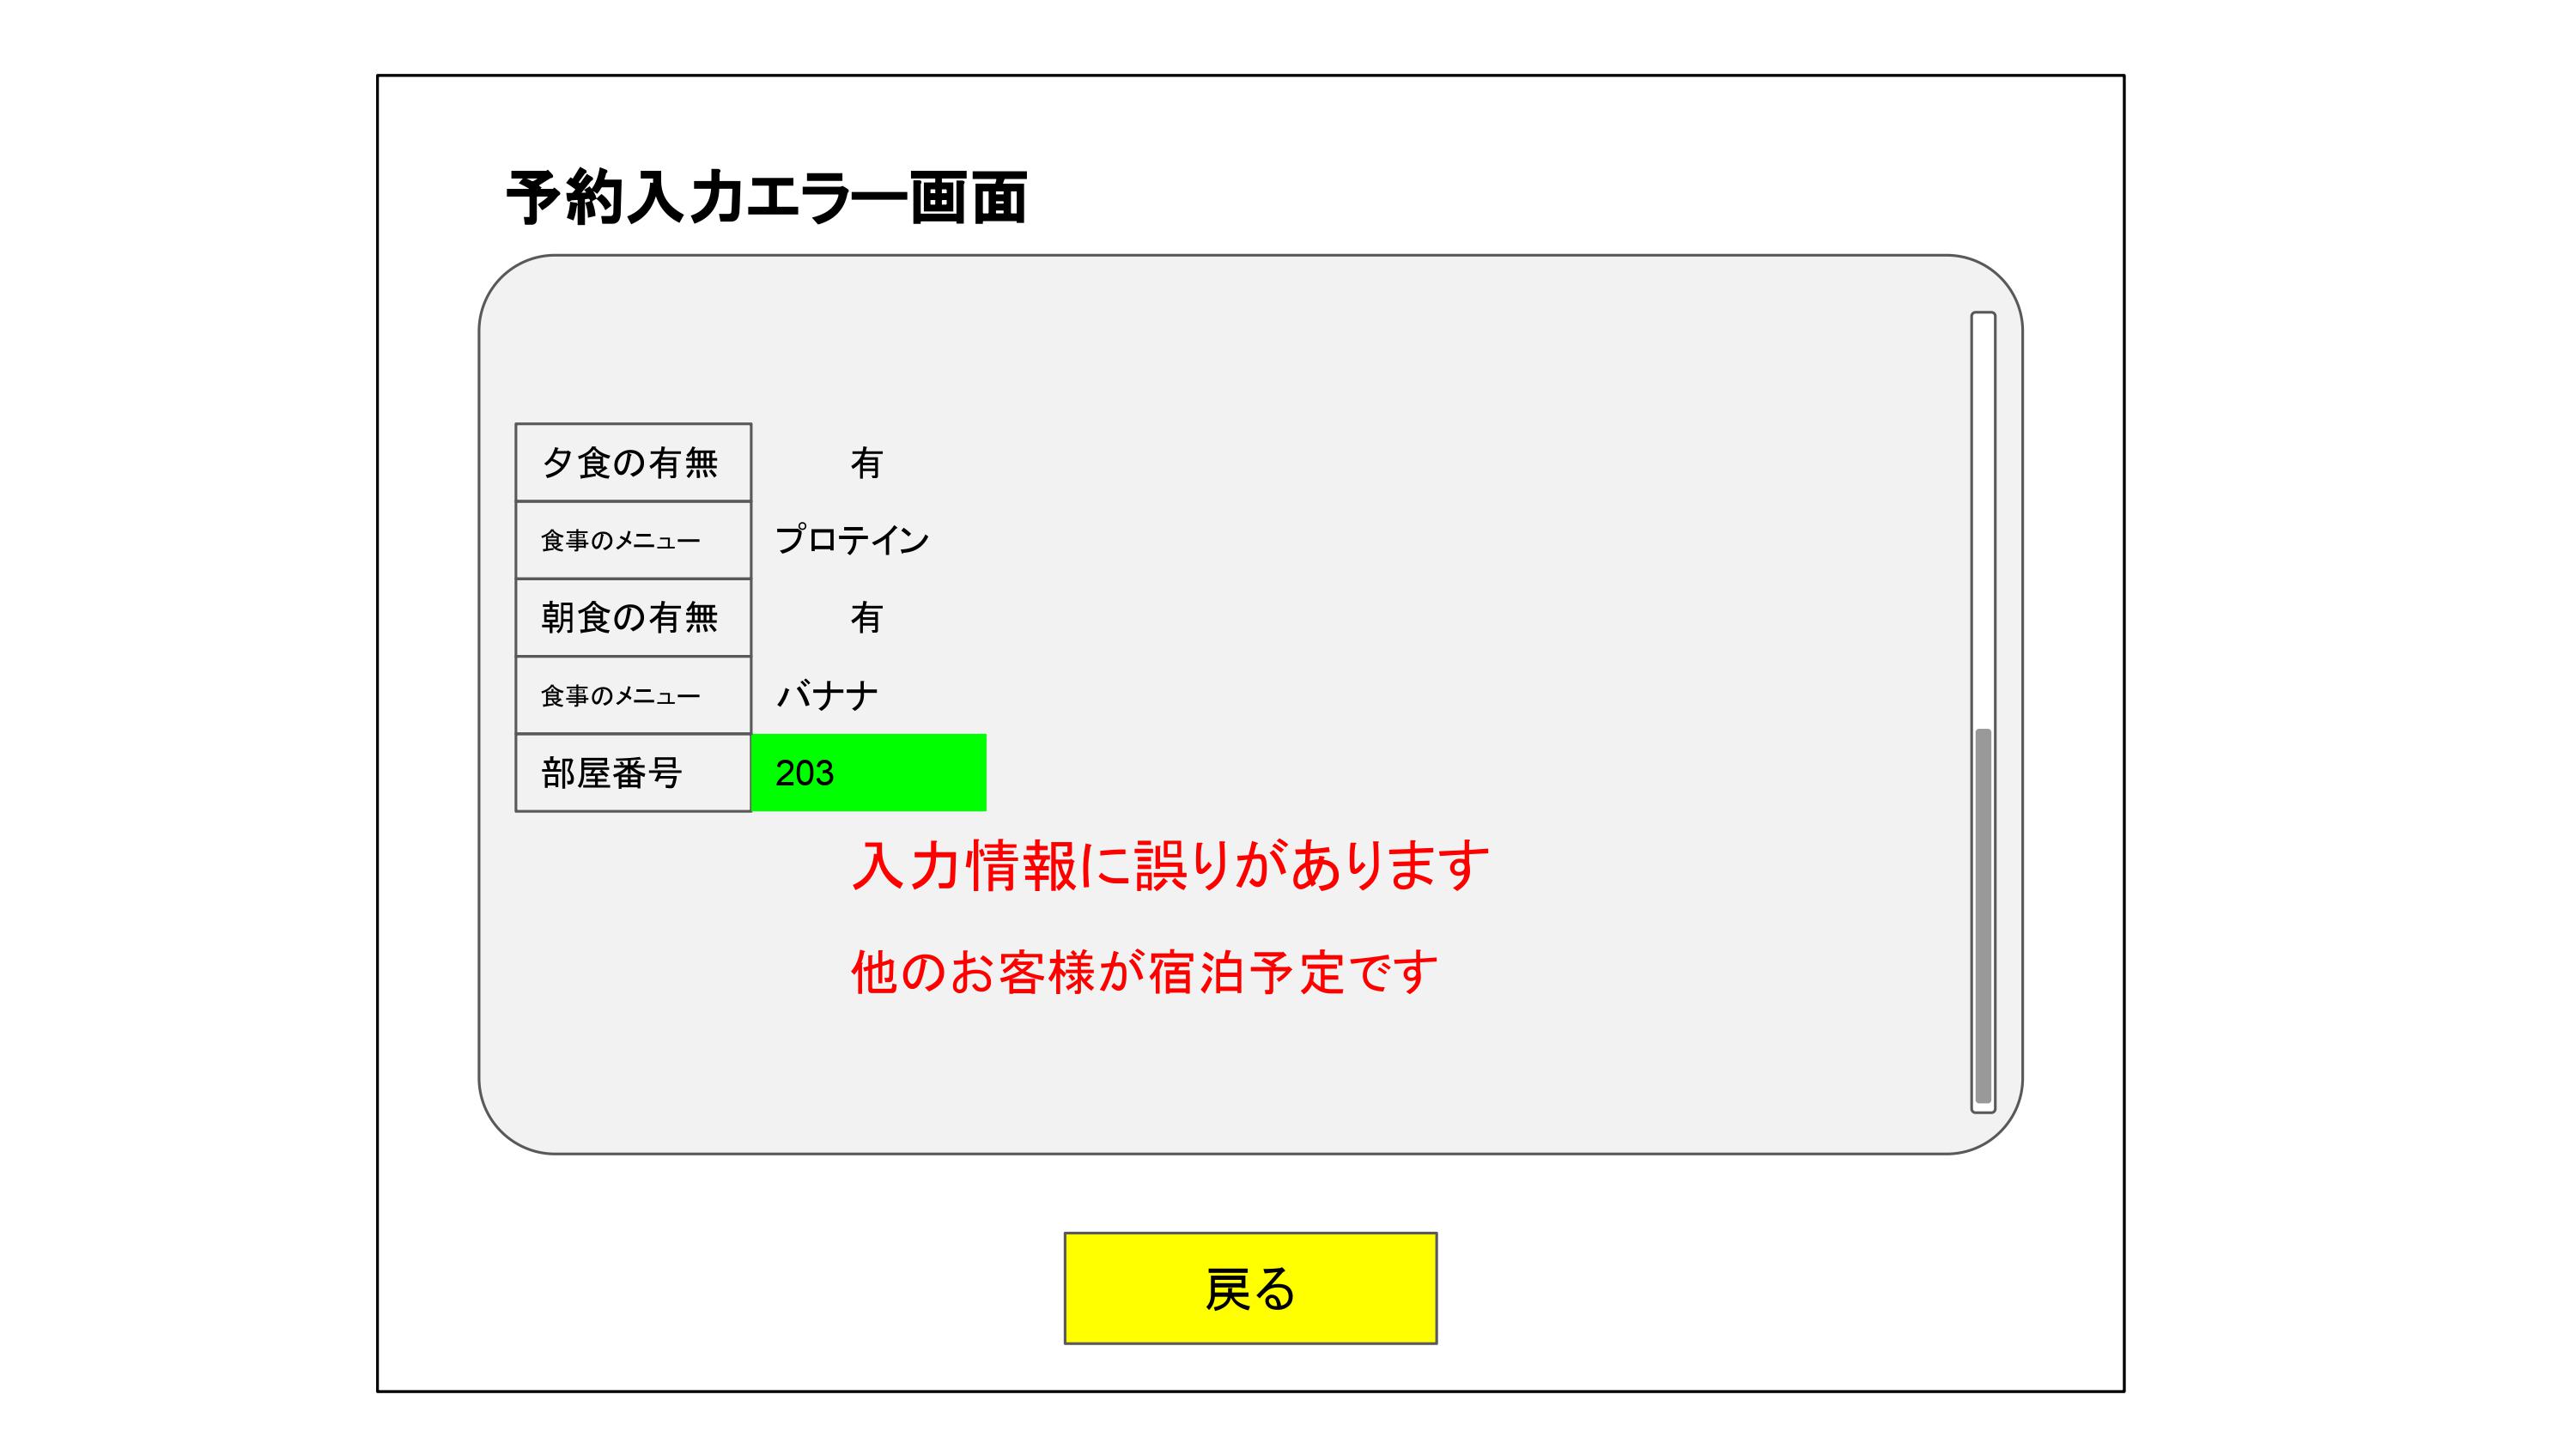 予約入力エラー画面
夕食の有無 有
食事のメニュー プロテイン
朝食の有無 有
食事のメニュー バナナ
部屋番号 203
入力情報に誤りがあります
他のお客様が宿泊予定です
戻る